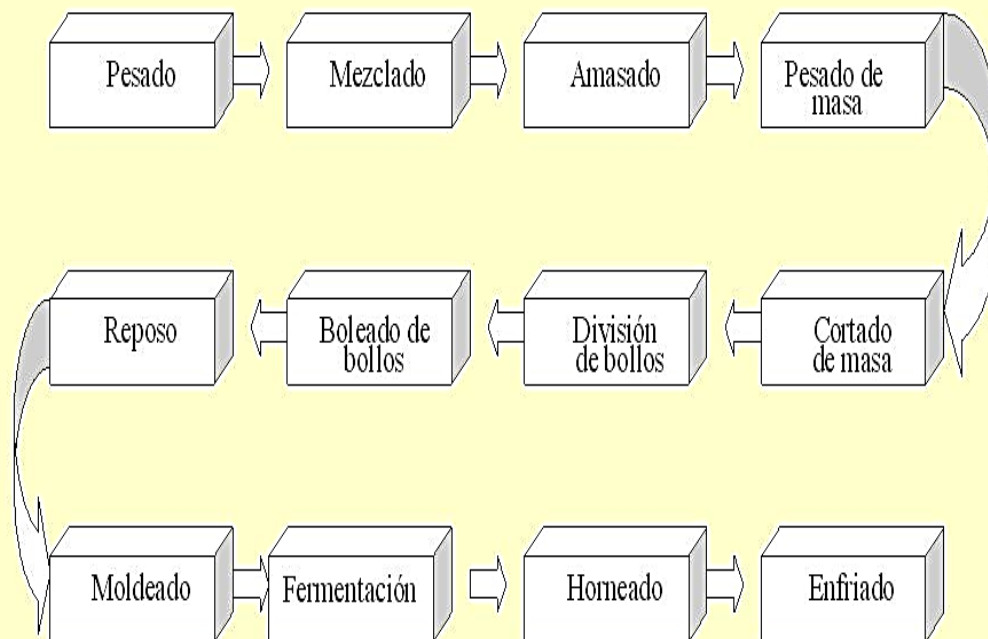 Pesado
Mezclado
Amasado
Pesado de
masa
Cortado
de masa
División
de bollos
Boleado de
bollos
Reposo
Moldeado
Fermentación
Horneado
Enfriado